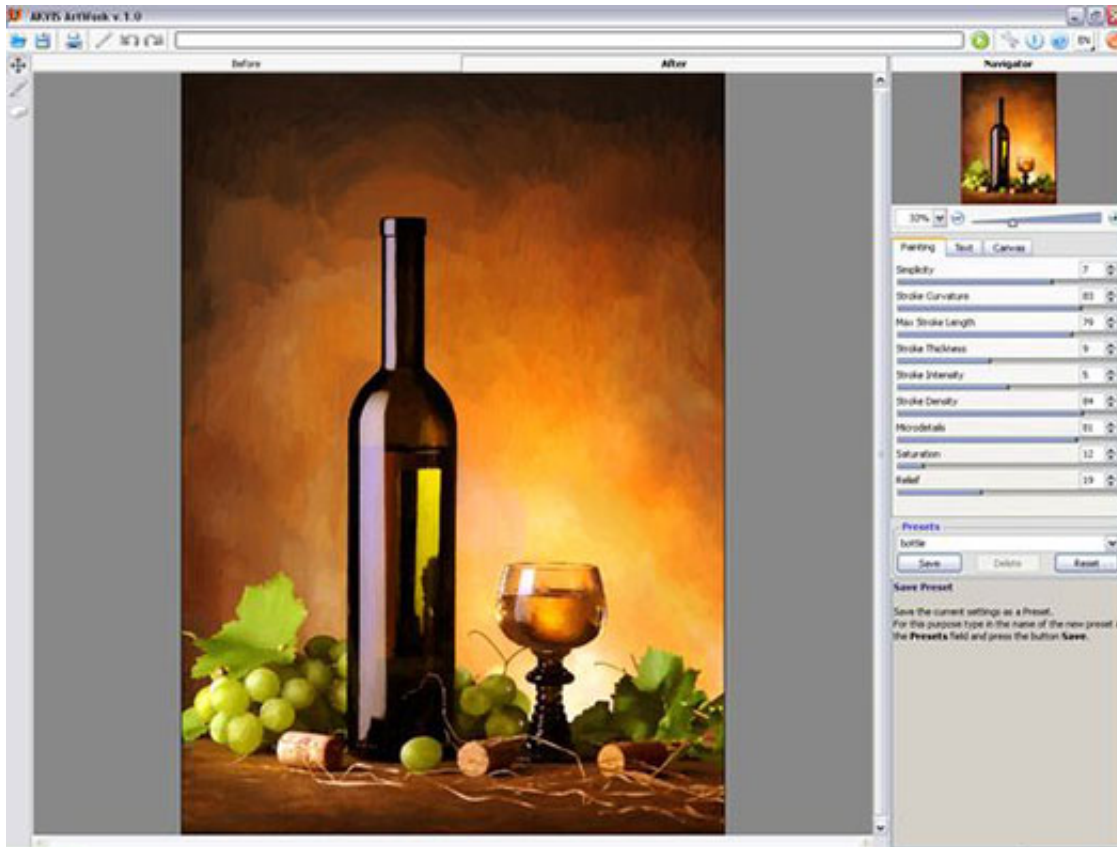 AKVIS ArtWork v.1.0
EN
Before
After
Navigator
30%
Painting Text Canvas
Simplicity 7
Stroke Curvature 83
Max Stroke Length 79
Stroke Thickness 9
Stroke Intensity 5
Stroke Density 84
Microdetails 81
Saturation 12
Relief 19
Presets
bottle
Save Delete Reset
Save Preset
Save the current settings as a Preset.
For this purpose type in the name of the new preset
the Presets field and press the button Save.